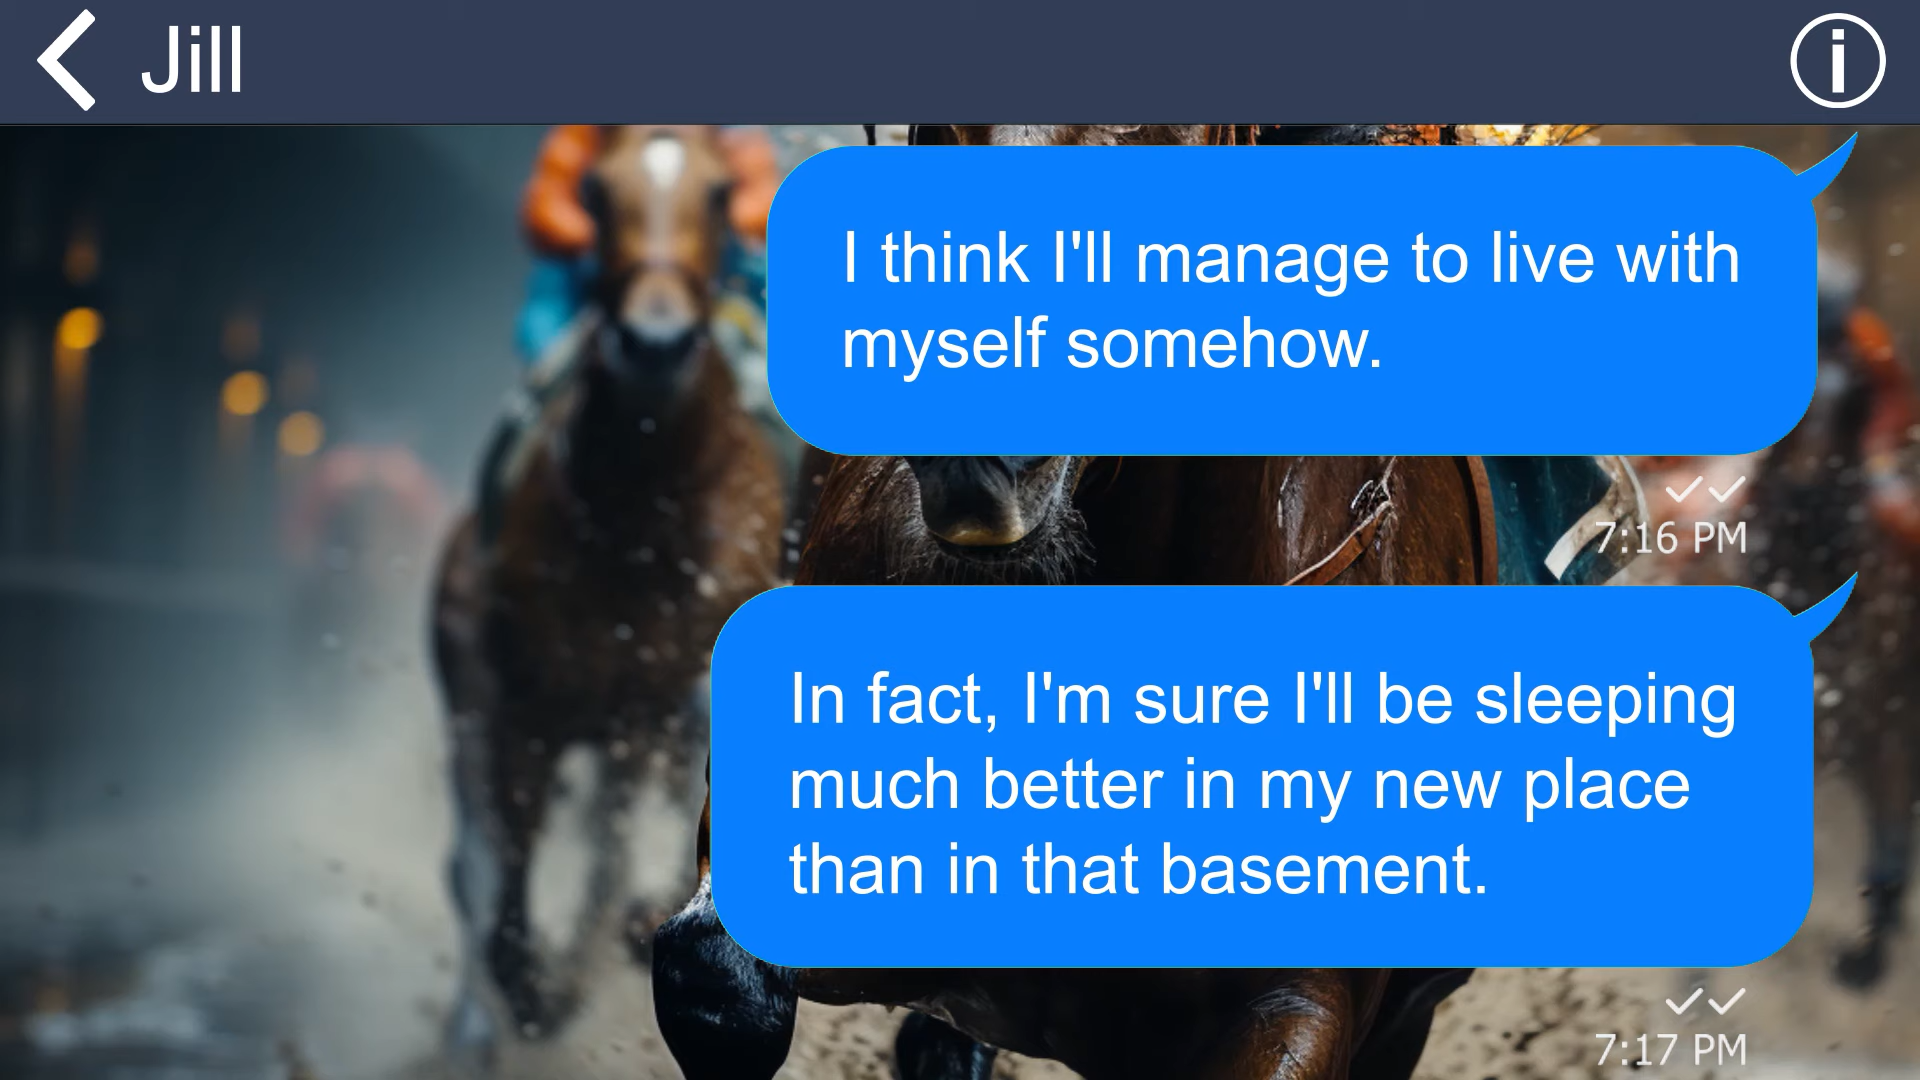 Jill
I think I'll manage to live with
myself somehow.
7:16 PM
In fact, I'm sure I'll be sleeping
much better in my new place
than in that basement.
7:17 PM